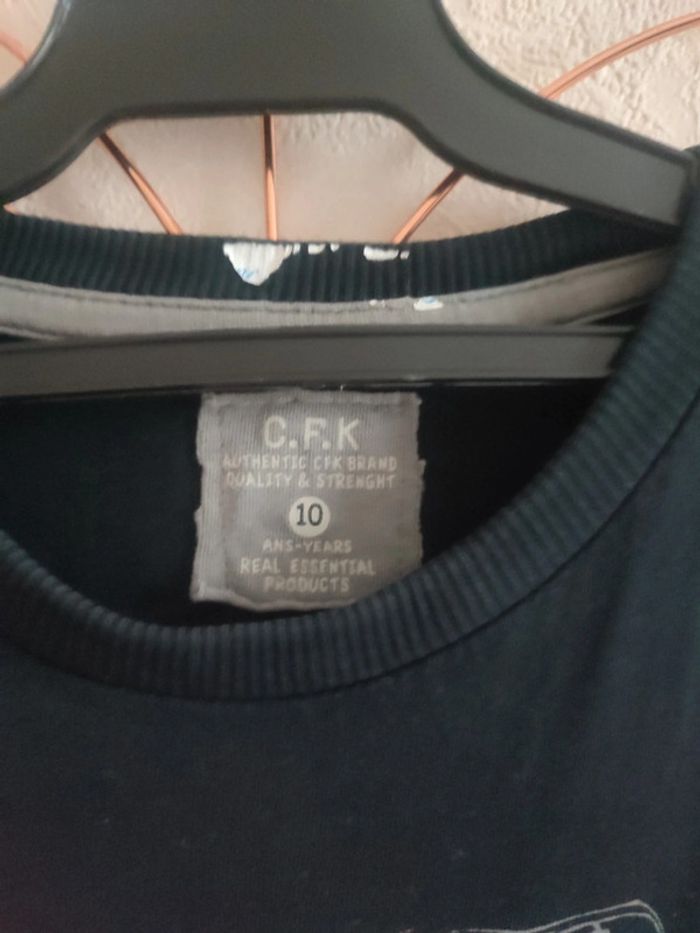 C.F.K
AUTHENTIC CFK BRAND
QUALITY & STRENGHT
10
ANS-YEARS
REAL ESSENTIAL
PRODUCTS